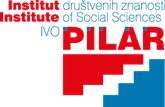 Institut društvenih znanosti
Institute of Social Sciences
IVO PILAR